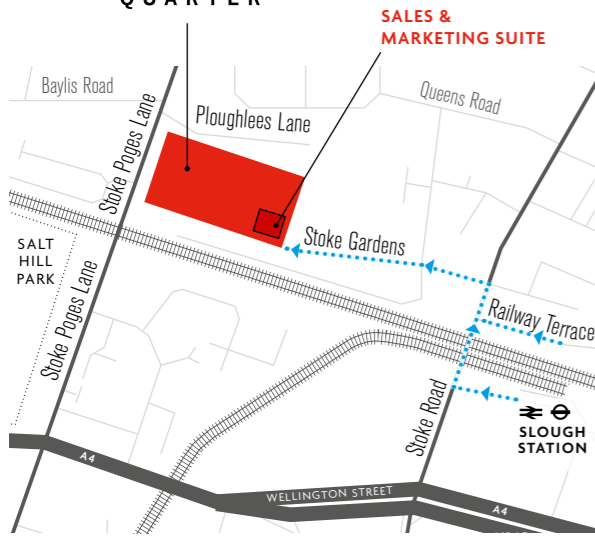 QUARTER
SALES &
MARKETING SUITE
Baylis Road
Queens Road
Ploughlees Lane
Stoke Poges Lane
Stoke Gardens
SALT
HILL
PARK
Railway Terrace
Stoke Poges Lane
Stoke Road
SLOUGH
STATION
A4
WELLINGTON STREET
A4